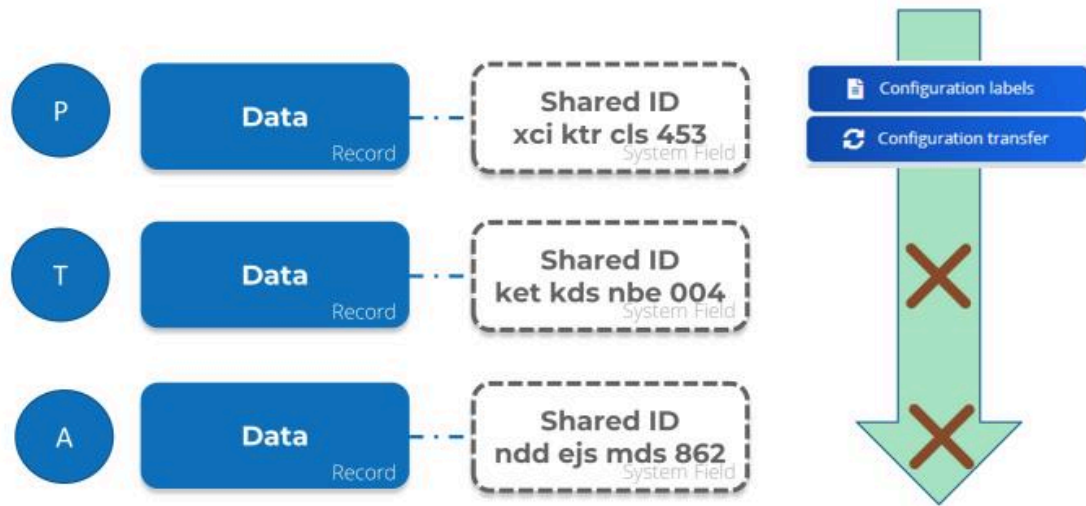 P
Data
Record
Shared ID
xci ktr cls 453
System Field
Configuration labels
Configuration transfer
T
Data
Record
Shared ID
ket kds nbe 004
System Field
A
Data
Record
Shared ID
ndd ejs mds 862
System Field